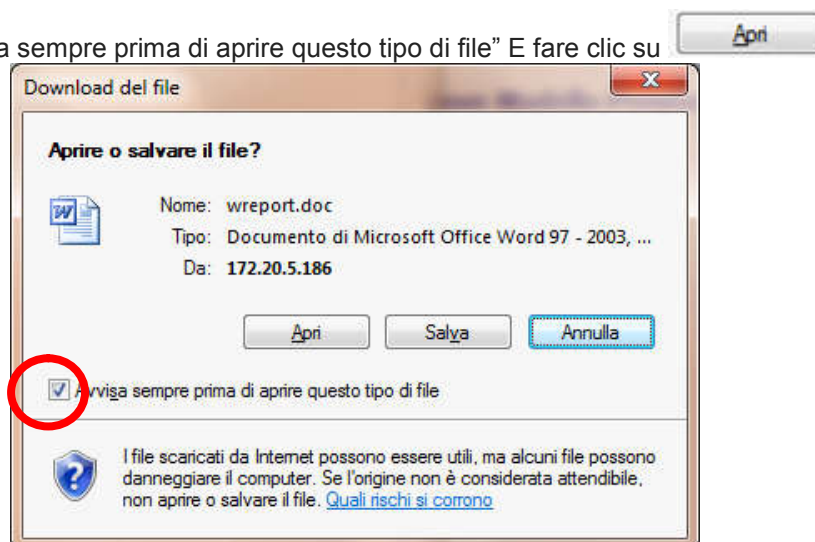 a sempre prima di aprire questo tipo di file” E fare clic su Apri
Download del file
Aprire o salvare il file?
Nome: wreport.doc
Tipo: Documento di Microsoft Office Word 97 - 2003, ...
Da: 172.20.5.186
Apri Salva Annulla
Avvisa sempre prima di aprire questo tipo di file
I file scaricati da Internet possono essere utili, ma alcuni file possono
danneggiare il computer. Se l'origine non è considerata attendibile,
non aprire o salvare il file. Quali rischi si corrono